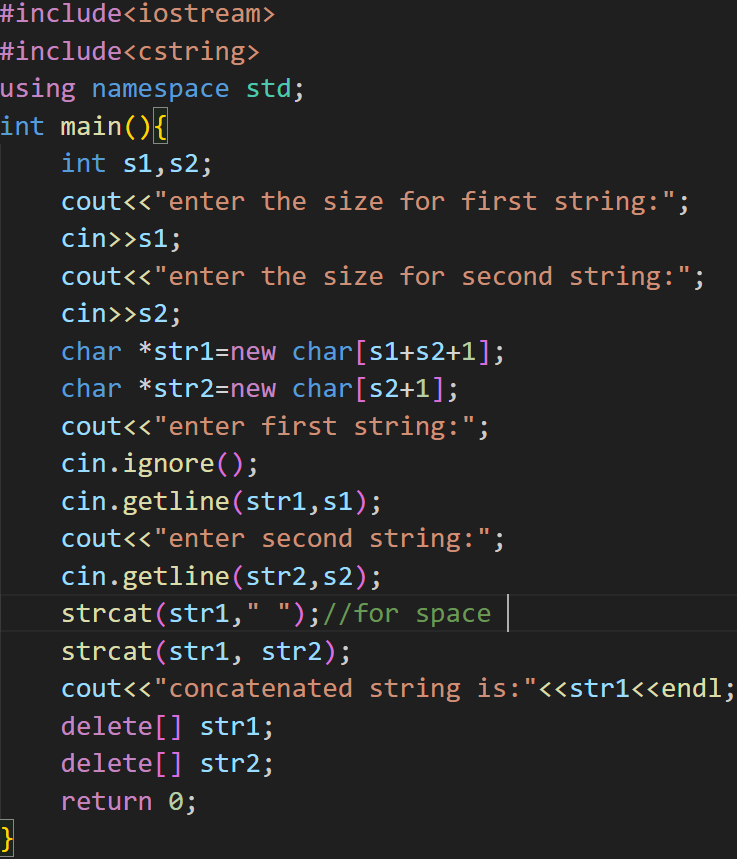 #include<iostream>
#include<cstring>
using namespace std;
int main(){
    int s1,s2;
    cout<<"enter the size for first string:";
    cin>>s1;
    cout<<"enter the size for second string:";
    cin>>s2;
    char *str1=new char[s1+s2+1];
    char *str2=new char[s2+1];
    cout<<"enter first string:";
    cin.ignore();
    cin.getline(str1,s1);
    cout<<"enter second string:";
    cin.getline(str2,s2);
    strcat(str1," ");//for space
    strcat(str1, str2);
    cout<<"concatenated string is:"<<str1<<endl;
    delete[] str1;
    delete[] str2;
    return 0;
}